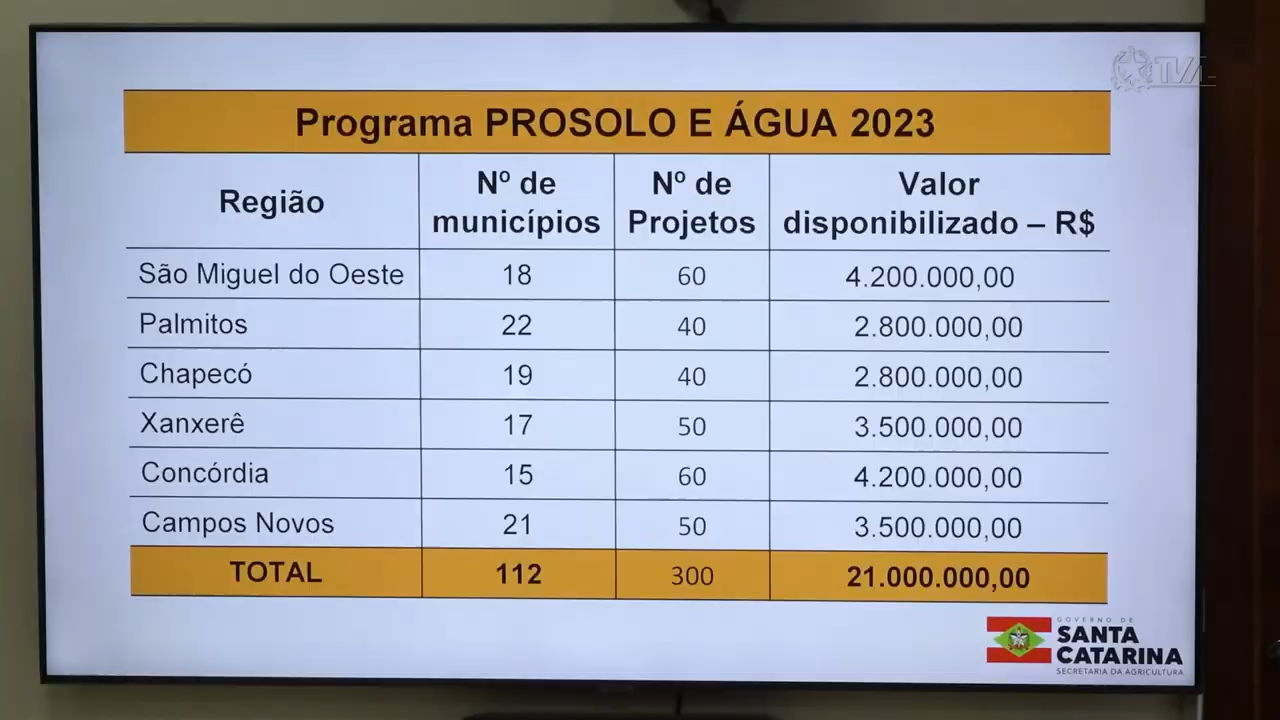 TVAL
Programa PROSOLO E ÁGUA 2023
Região Nº de municípios Nº de Projetos Valor disponibilizado – R$
São Miguel do Oeste 18 60 4.200.000,00
Palmitos 22 40 2.800.000,00
Chapecó 19 40 2.800.000,00
Xanxerê 17 50 3.500.000,00
Concórdia 15 60 4.200.000,00
Campos Novos 21 50 3.500.000,00
TOTAL 112 300 21.000.000,00
GOVERNO DE
SANTA
CATARINA
SECRETARIA DA AGRICULTURA